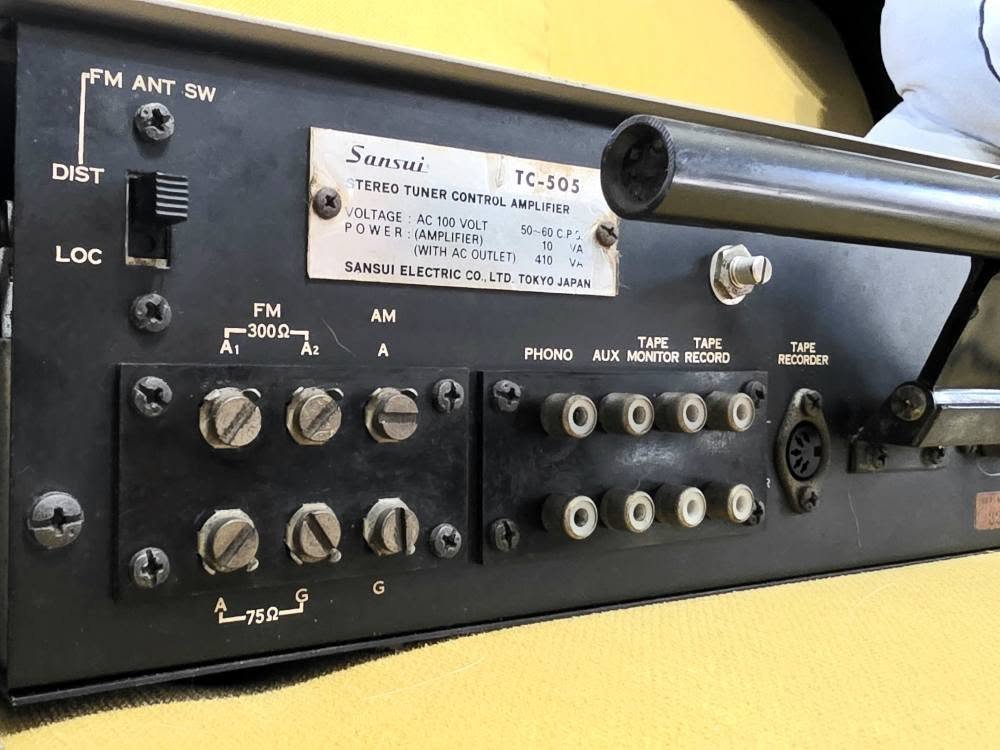 FM ANT SW
DIST
LOC
Sansui TC-505
STEREO TUNER CONTROL AMPLIFIER
VOLTAGE : AC 100 VOLT 50~60 C.P.S.
POWER : (AMPLIFIER) 10 VA
(WITH AC OUTLET) 410 VA
SANSUI ELECTRIC CO., LTD. TOKYO JAPAN
FM
300Ω
A1 A2
AM
A
PHONO AUX TAPE MONITOR TAPE RECORD
TAPE
RECORDER
R
A G
75Ω
G